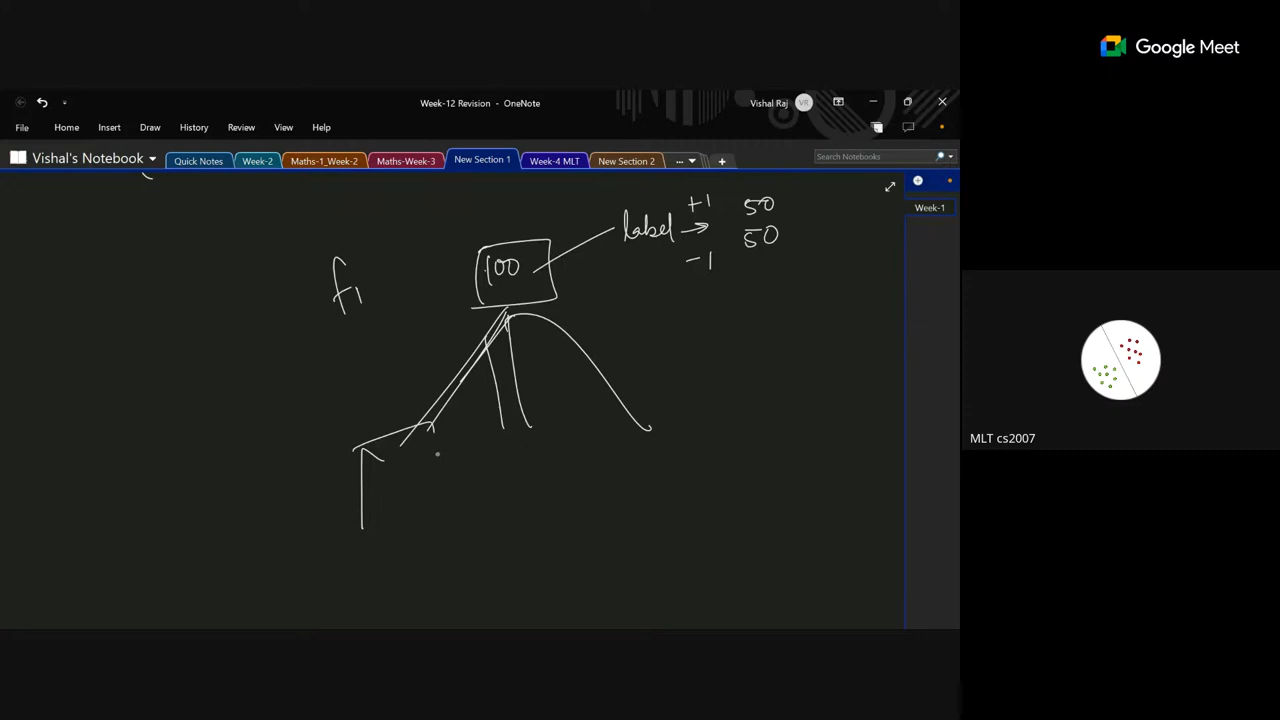 Google Meet
Week-12 Revision - OneNote
Vishal Raj
VR
File
Home
Insert
Draw
History
Review
View
Help
Vishal's Notebook
Quick Notes
Week-2
Maths-1_Week-2
Maths-Week-3
New Section 1
Week-4 MLT
New Section 2
...
Search Notebooks
Week-1
+1 50
label → 50
-1
100
f1
MLT cs2007